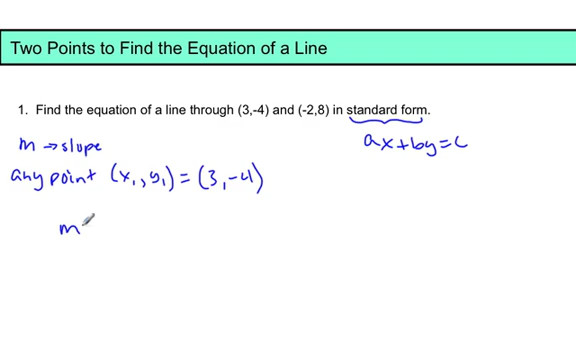 Two Points to Find the Equation of a Line
1. Find the equation of a line through (3,-4) and (-2,8) in standard form.
m → slope
ax+by=c
any point (x₁, y₁) = (3, -4)
m